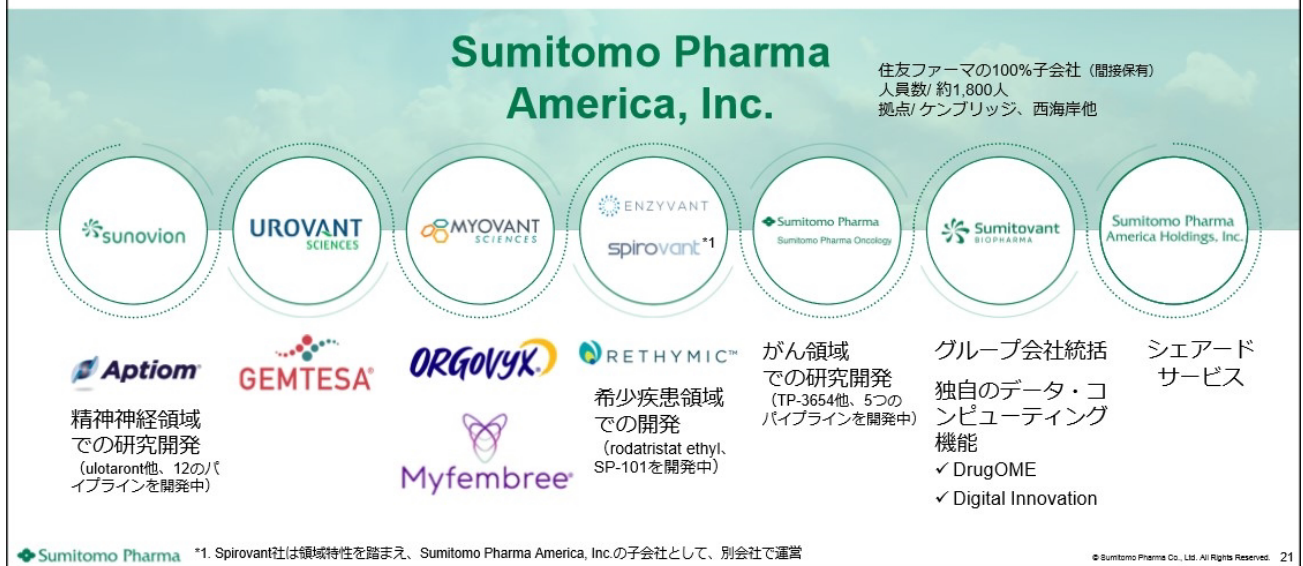 Sumitomo Pharma
America, Inc.
住友ファーマの100%子会社（間接保有）
人員数/ 約1,800人
拠点/ ケンブリッジ、西海岸他
sunovion
UROVANT
SCIENCES
MYOVANT
SCIENCES
ENZYVANT
spirovant*1
Sumitomo Pharma
Sumitomo Pharma Oncology
Sumitovant
BIOPHARMA
Sumitomo Pharma
America Holdings, Inc.
Aptiom®
精神神経領域
での研究開発
（ulotaront他、12のパ
イプラインを開発中）
GEMTESA®
ORGOVYX®
Myfembree®
RETHYMIC™
希少疾患領域
での開発
（rodatristat ethyl、
SP-101を開発中）
がん領域
での研究開発
（TP-3654他、5つの
パイプラインを開発中）
グループ会社統括
独自のデータ・コ
ンピューティング
機能
✓ DrugOME
✓ Digital Innovation
シェアード
サービス
Sumitomo Pharma
*1. Spirovant社は領域特性を踏まえ、Sumitomo Pharma America, Inc.の子会社として、別会社で運営
© Sumitomo Pharma Co., Ltd. All Rights Reserved. 21